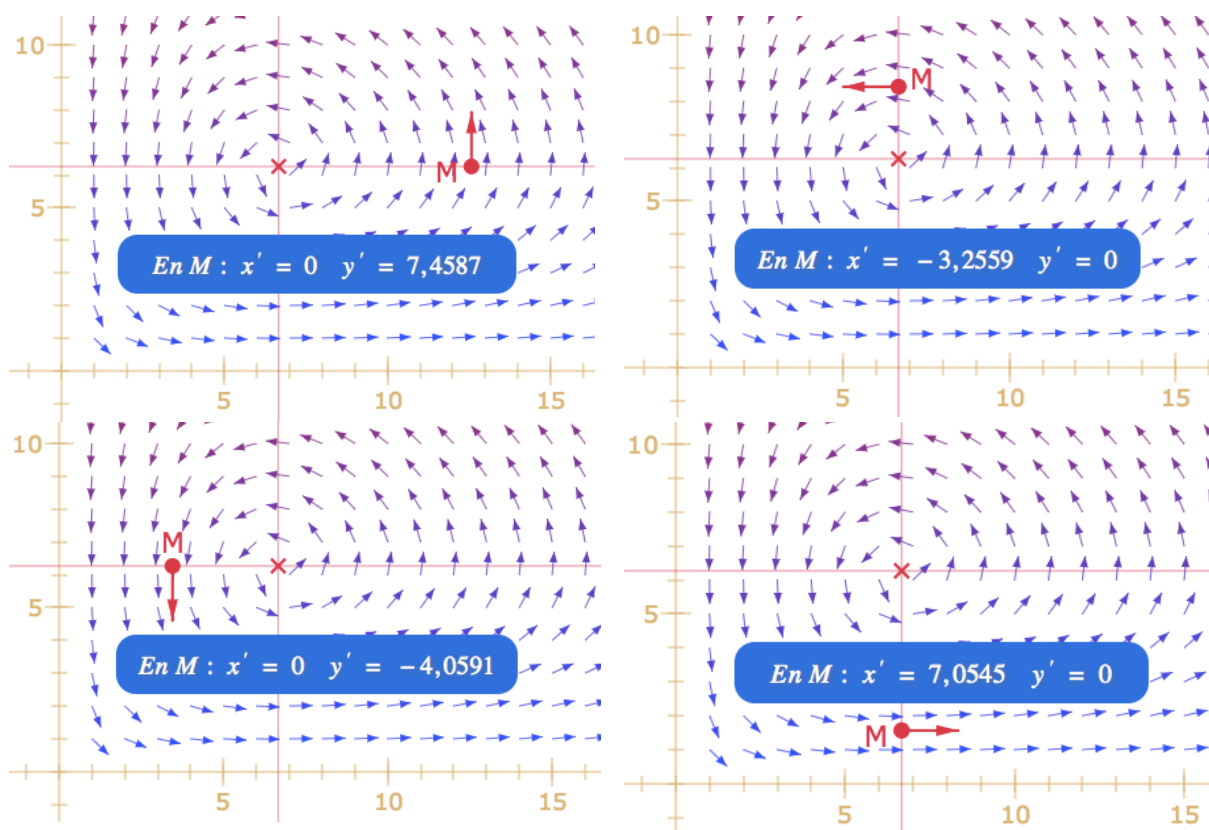 10
M
5
En M : x′ = 0 y′ = 7,4587
5 10 15
10
M
5
En M : x′ = −3,2559 y′ = 0
5 10 15
10
M
5
En M : x′ = 0 y′ = −4,0591
5 10 15
10
5
En M : x′ = 7,0545 y′ = 0
M
5 10 15